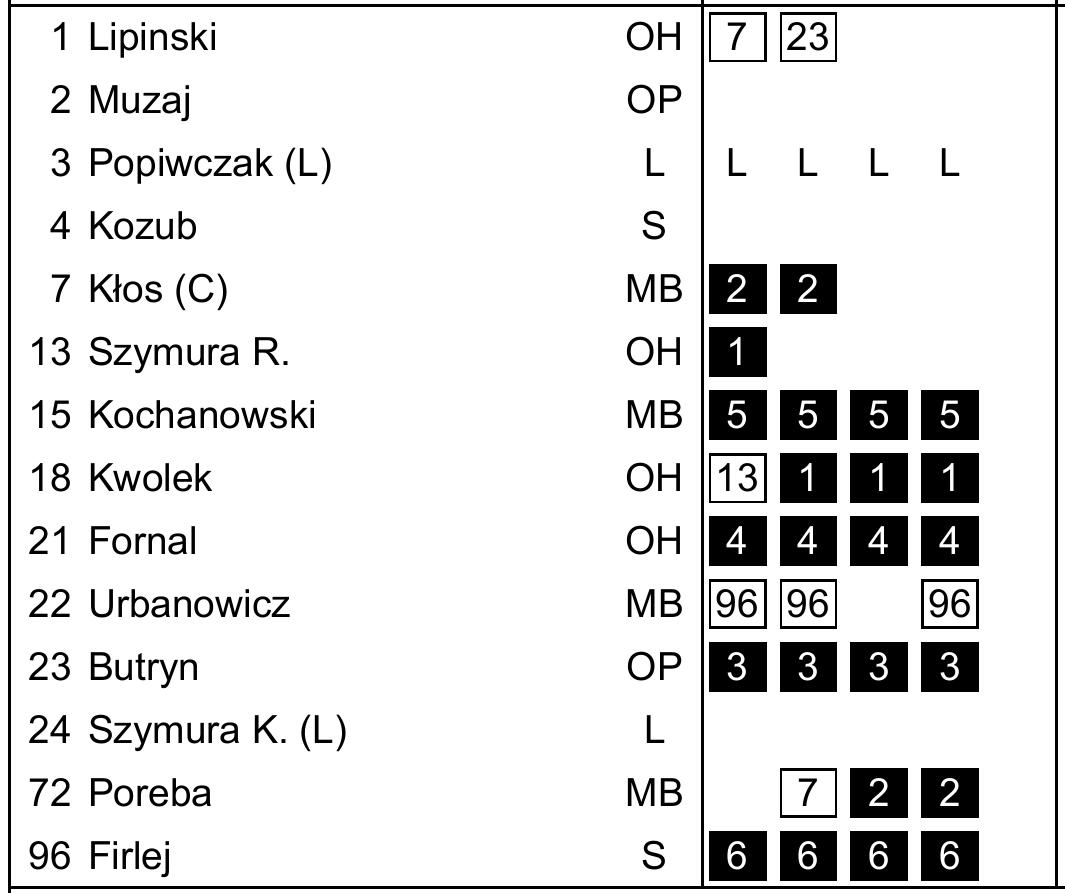 1 Lipinski OH 7 23
2 Muzaj OP
3 Popiwczak (L) L L L L L
4 Kozub S
7 Kłos (C) MB 2 2
13 Szymura R. OH 1
15 Kochanowski MB 5 5 5 5
18 Kwolek OH 13 1 1 1
21 Fornal OH 4 4 4 4
22 Urbanowicz MB 96 96 96
23 Butryn OP 3 3 3 3
24 Szymura K. (L) L
72 Poreba MB 7 2 2
96 Firlej S 6 6 6 6